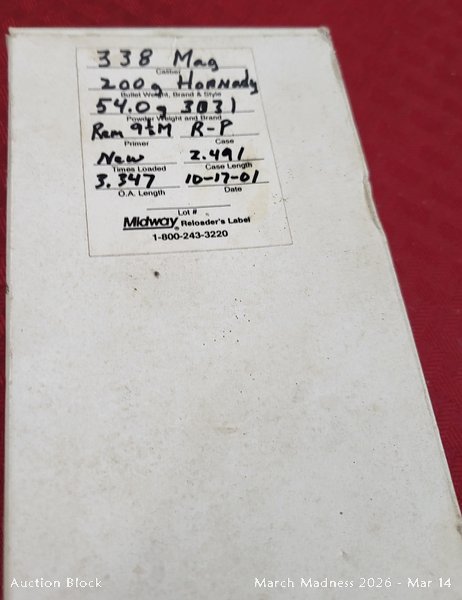 338 Mag
Caliber
200g Hornady
Bullet Weight, Brand & Style
54.0g 3031
Powder Weight and Brand
Rem 9½M R-P
Primer Case
New 2.491
Times Loaded Case Length
3.347 10-17-01
O.A. Length Date
Lot #
Midway Reloader's Label
1-800-243-3220
Auction Block March Madness 2026 - Mar 14